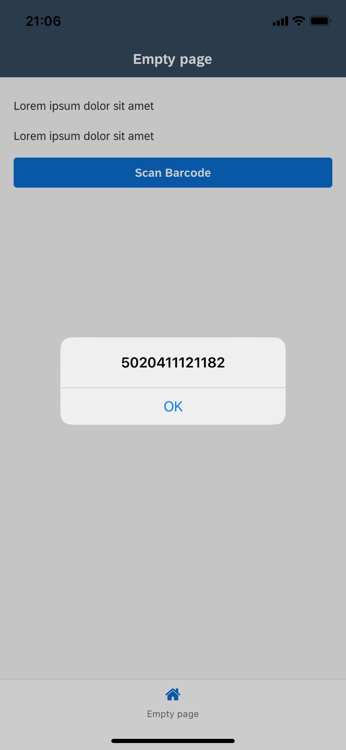 21:06
Empty page
Lorem ipsum dolor sit amet
Lorem ipsum dolor sit amet
Scan Barcode
5020411121182
OK
Empty page